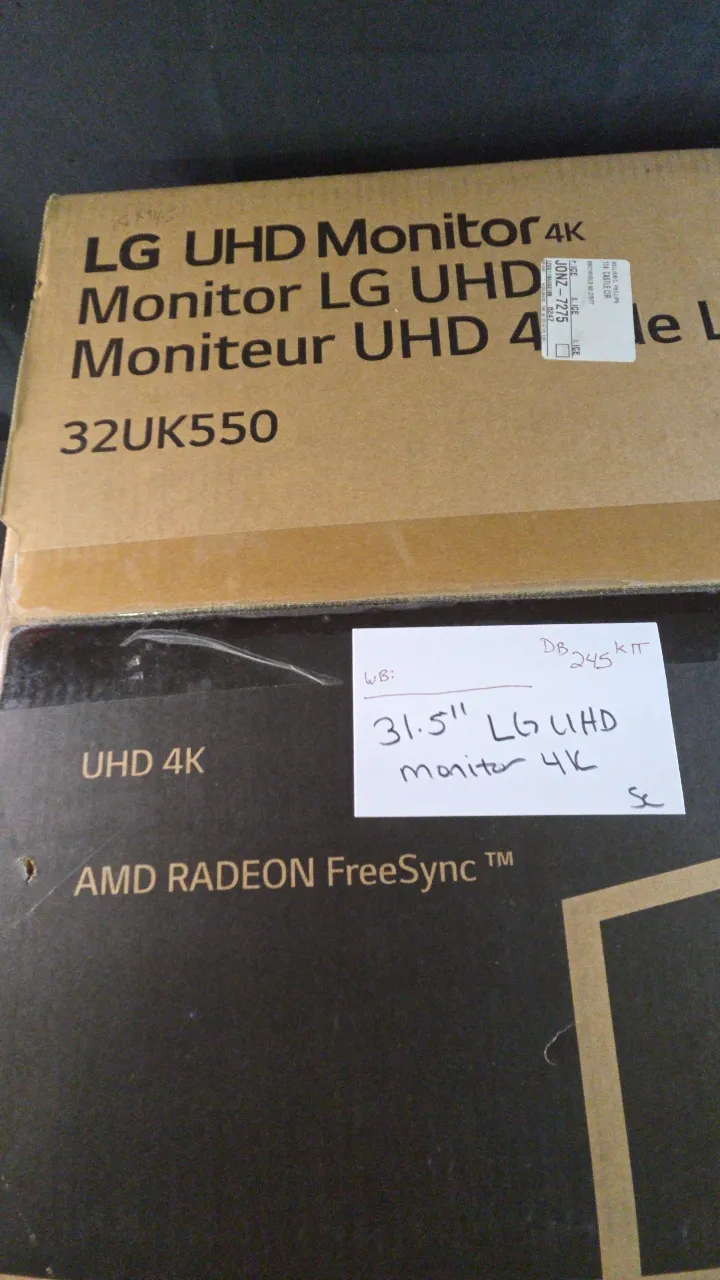 LG UHD Monitor 4K
Monitor LG UHD
Moniteur UHD 4 de L
JONZ-7275
0247
32UK550
DB 245 KIT
WB:
31.5" LG UHD
monitor 4K
Sc
UHD 4K
AMD RADEON FreeSync™